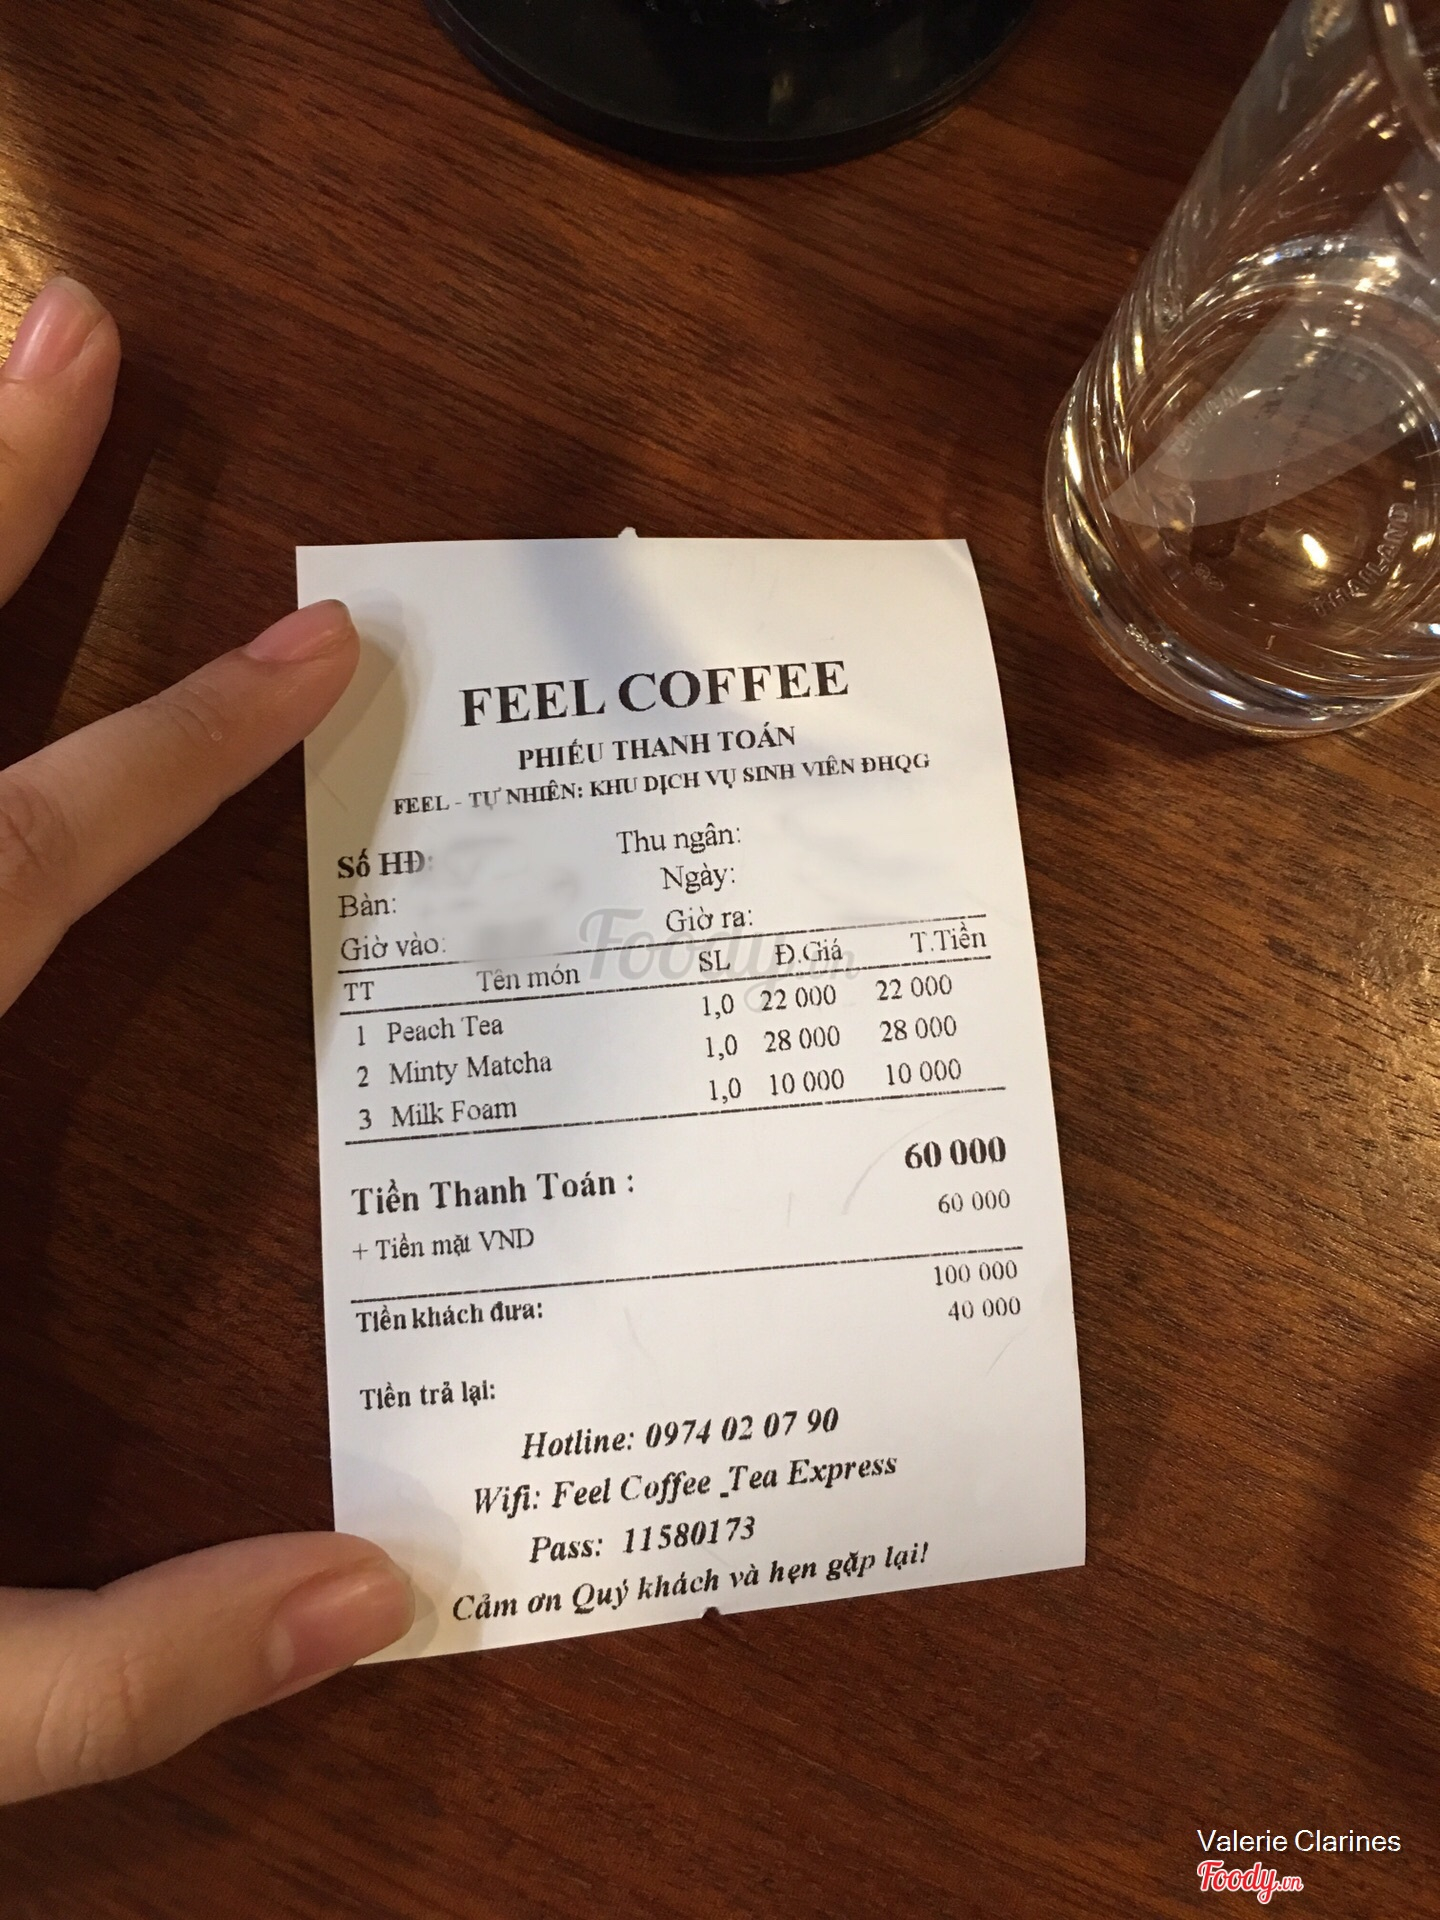 FEEL COFFEE
PHIẾU THANH TOÁN
FEEL - TỰ NHIÊN: KHU DỊCH VỤ SINH VIÊN ĐHQG
Số HĐ: Thu ngân:
Bàn: Ngày:
Giờ vào: Giờ ra:
TT Tên món SL Đ.Giá T.Tiền
1 Peach Tea 1,0 22 000 22 000
2 Minty Matcha 1,0 28 000 28 000
3 Milk Foam 1,0 10 000 10 000
Tiền Thanh Toán : 60 000
+ Tiền mặt VND 60 000
Tiền khách đưa: 100 000
Tiền trả lại: 40 000
Hotline: 0974 02 07 90
Wifi: Feel Coffee _Tea Express
Pass: 11580173
Cảm ơn Quý khách và hẹn gặp lại!
Foody.vn
THAILAND
Valerie Clarines
Foody.vn